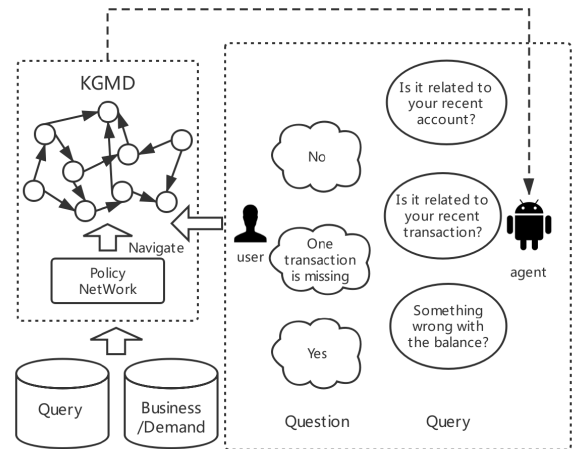 KGMD
Navigate
Policy
NetWork
Query
Business
/Demand
user
No
One
transaction
is missing
Yes
Question
Is it related to
your recent
account?
Is it related to
your recent
transaction?
Something
wrong with
the balance?
Query
agent